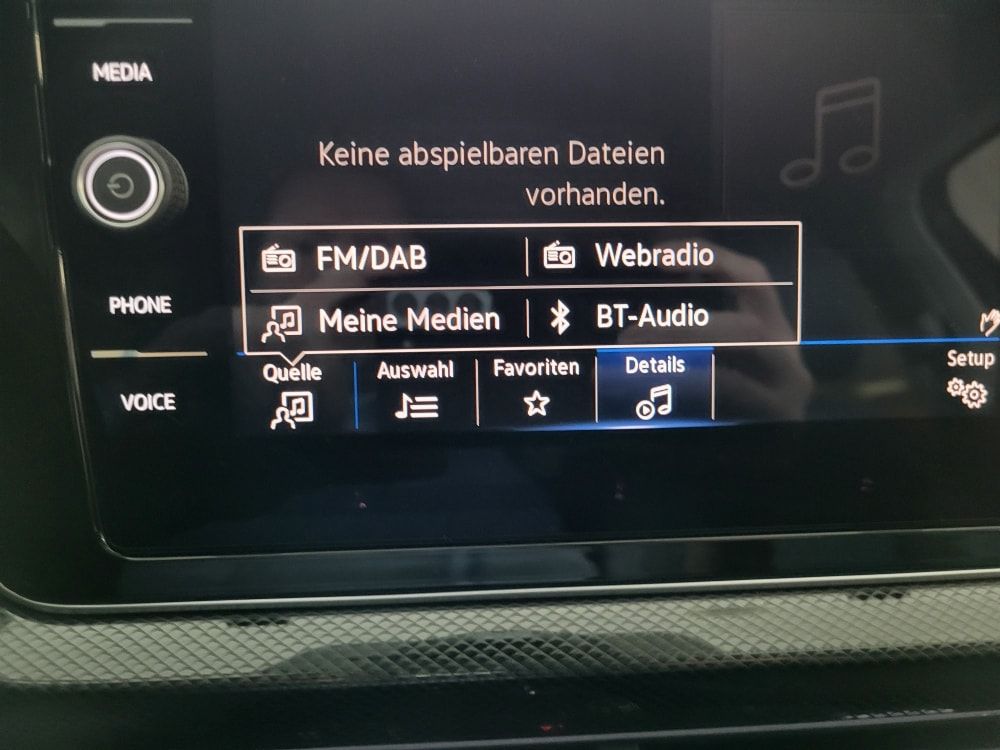 MEDIA
Keine abspielbaren Dateien
vorhanden.
FM/DAB
Webradio
PHONE
Meine Medien
BT-Audio
Quelle
Auswahl
Favoriten
Details
Setup
VOICE